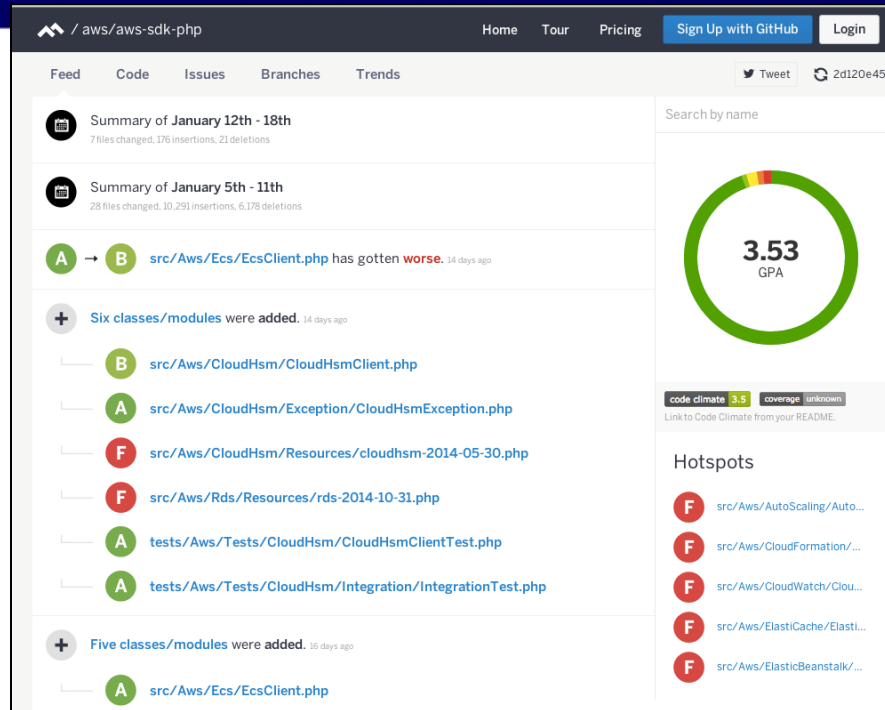 / aws/aws-sdk-php
Home Tour Pricing Sign Up with GitHub Login
Feed Code Issues Branches Trends
Tweet 2d120e45
Summary of January 12th - 18th
7 files changed, 176 insertions, 21 deletions
Summary of January 5th - 11th
28 files changed, 10,291 insertions, 6,178 deletions
A → B src/Aws/Ecs/EcsClient.php has gotten worse. 14 days ago
+ Six classes/modules were added. 14 days ago
B src/Aws/CloudHsm/CloudHsmClient.php
A src/Aws/CloudHsm/Exception/CloudHsmException.php
F src/Aws/CloudHsm/Resources/cloudhsm-2014-05-30.php
F src/Aws/Rds/Resources/rds-2014-10-31.php
A tests/Aws/Tests/CloudHsm/CloudHsmClientTest.php
A tests/Aws/Tests/CloudHsm/Integration/IntegrationTest.php
+ Five classes/modules were added. 16 days ago
A src/Aws/Ecs/EcsClient.php
Search by name
3.53
GPA
code climate 3.5 coverage unknown
Link to Code Climate from your README.
Hotspots
F src/Aws/AutoScaling/Auto...
F src/Aws/CloudFormation/...
F src/Aws/CloudWatch/Clou...
F src/Aws/ElastiCache/Elasti...
F src/Aws/ElasticBeanstalk/...